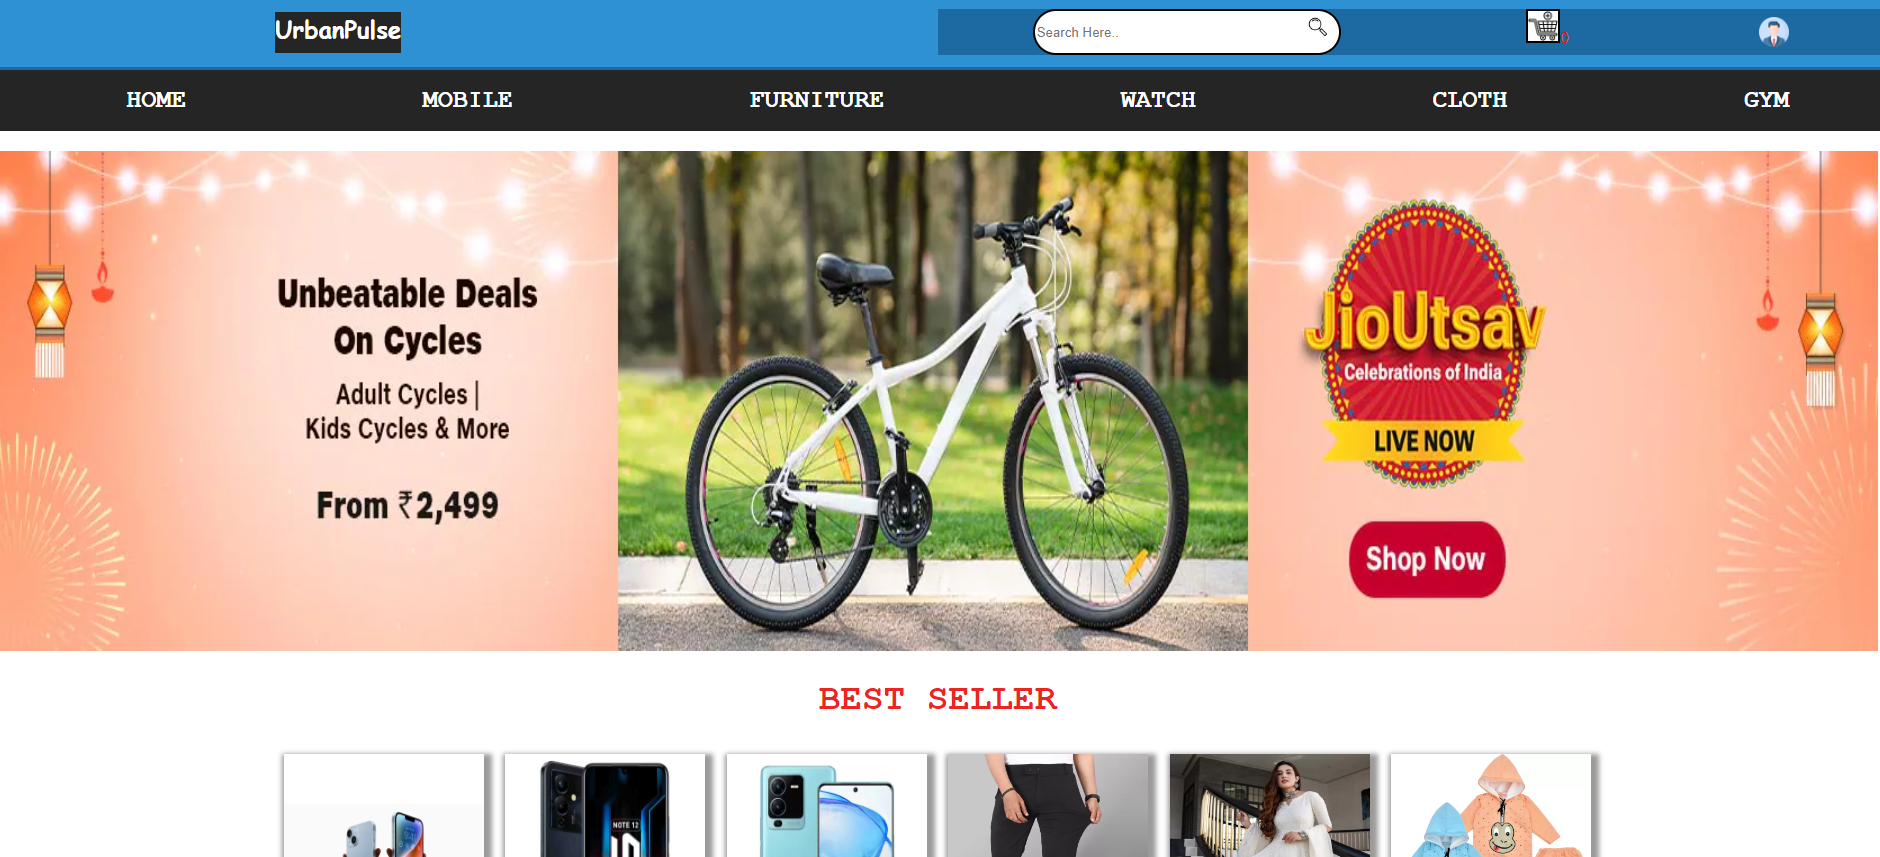 UrbanPulse
Search Here..
0
HOME
MOBILE
FURNITURE
WATCH
CLOTH
GYM
Unbeatable Deals
On Cycles
Adult Cycles |
Kids Cycles & More
From ₹2,499
JioUtsav
Celebrations of India
LIVE NOW
Shop Now
BEST SELLER
NOTE 12